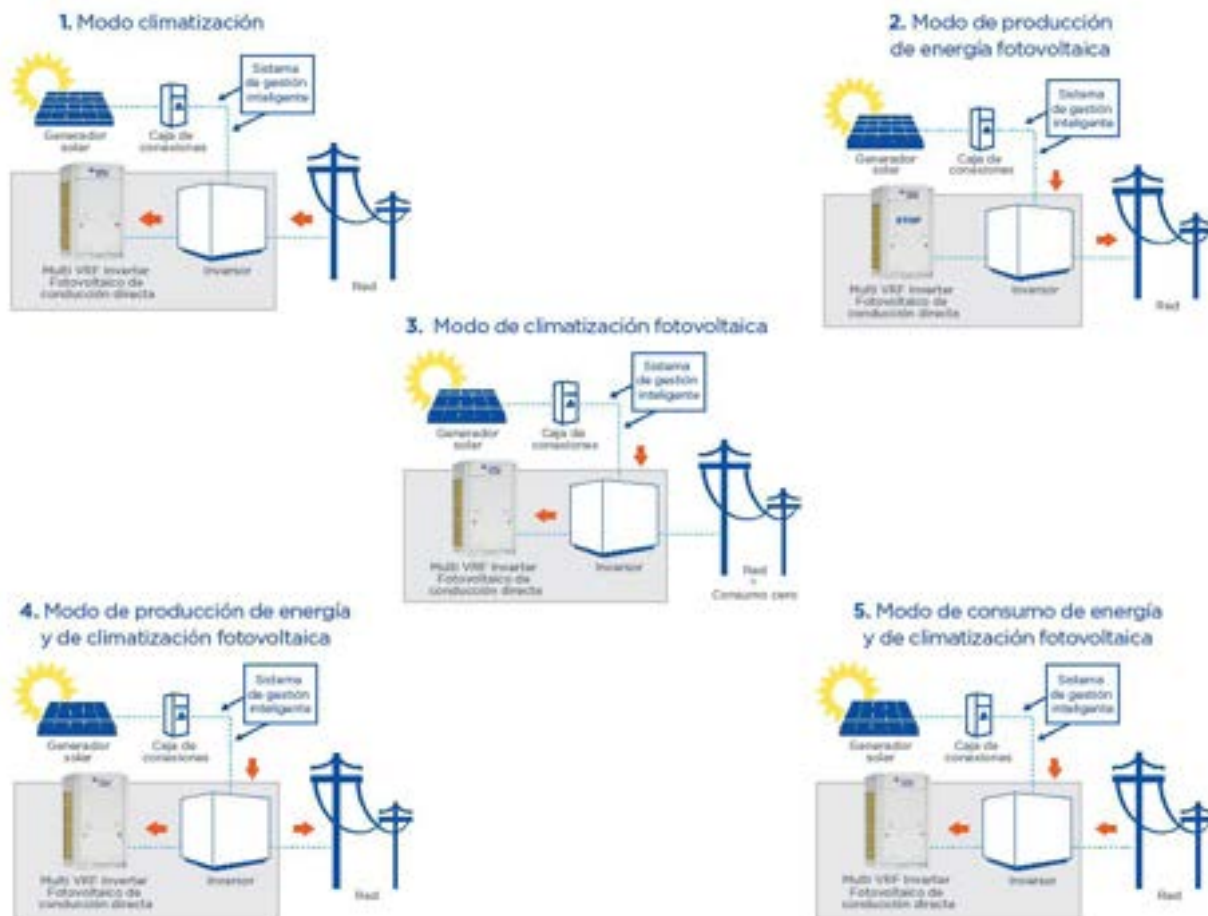 1. Modo climatización
Sistema
de gestión
inteligente
Generador
solar
Caja de
conexiones
Multi VRF Inverter
Fotovoltaico de
conducción directa
Inversor
Red
2. Modo de producción
de energía fotovoltaica
Sistema
de gestión
inteligente
Generador
solar
Caja de
conexiones
STOP
Multi VRF Inverter
Fotovoltaico de
conducción directa
Inversor
Red
3. Modo de climatización fotovoltaica
Sistema
de gestión
inteligente
Generador
solar
Caja de
conexiones
Multi VRF Inverter
Fotovoltaico de
conducción directa
Inversor
Red
Consumo cero
4. Modo de producción de energía
y de climatización fotovoltaica
Sistema
de gestión
inteligente
Generador
solar
Caja de
conexiones
Multi VRF Inverter
Fotovoltaico de
conducción directa
Inversor
Red
5. Modo de consumo de energía
y de climatización fotovoltaica
Sistema
de gestión
inteligente
Generador
solar
Caja de
conexiones
Multi VRF Inverter
Fotovoltaico de
conducción directa
Inversor
Red